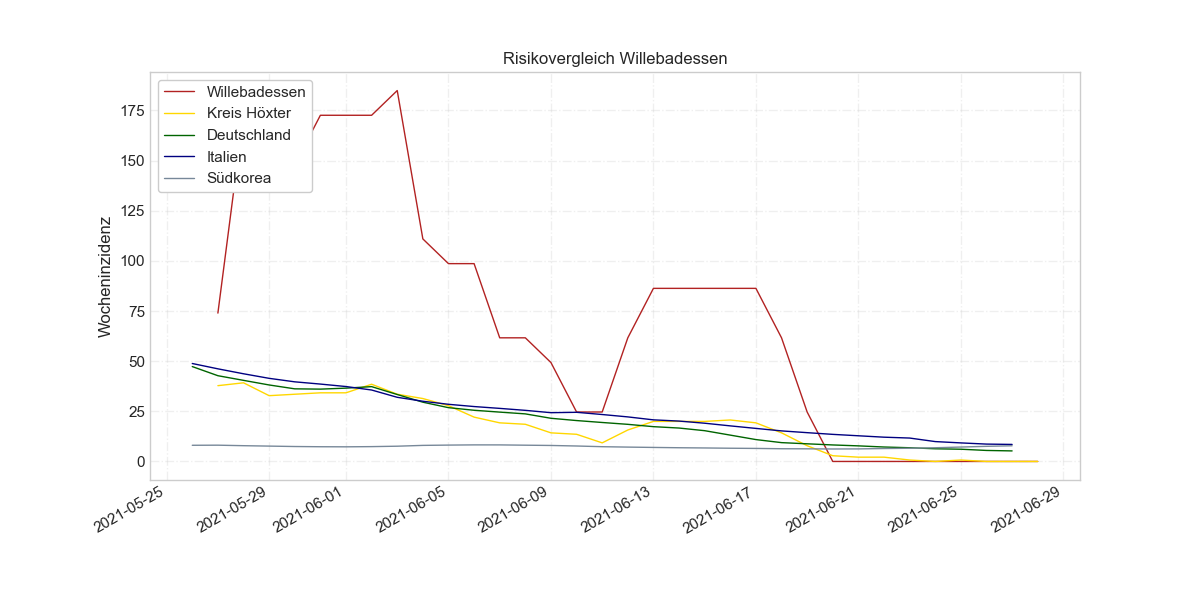 Risikovergleich Willebadessen
Willebadessen
Kreis Höxter
Deutschland
Italien
Südkorea
Wocheninzidenz
175
150
125
100
75
50
25
0
2021-05-25
2021-05-29
2021-06-01
2021-06-05
2021-06-09
2021-06-13
2021-06-17
2021-06-21
2021-06-25
2021-06-29